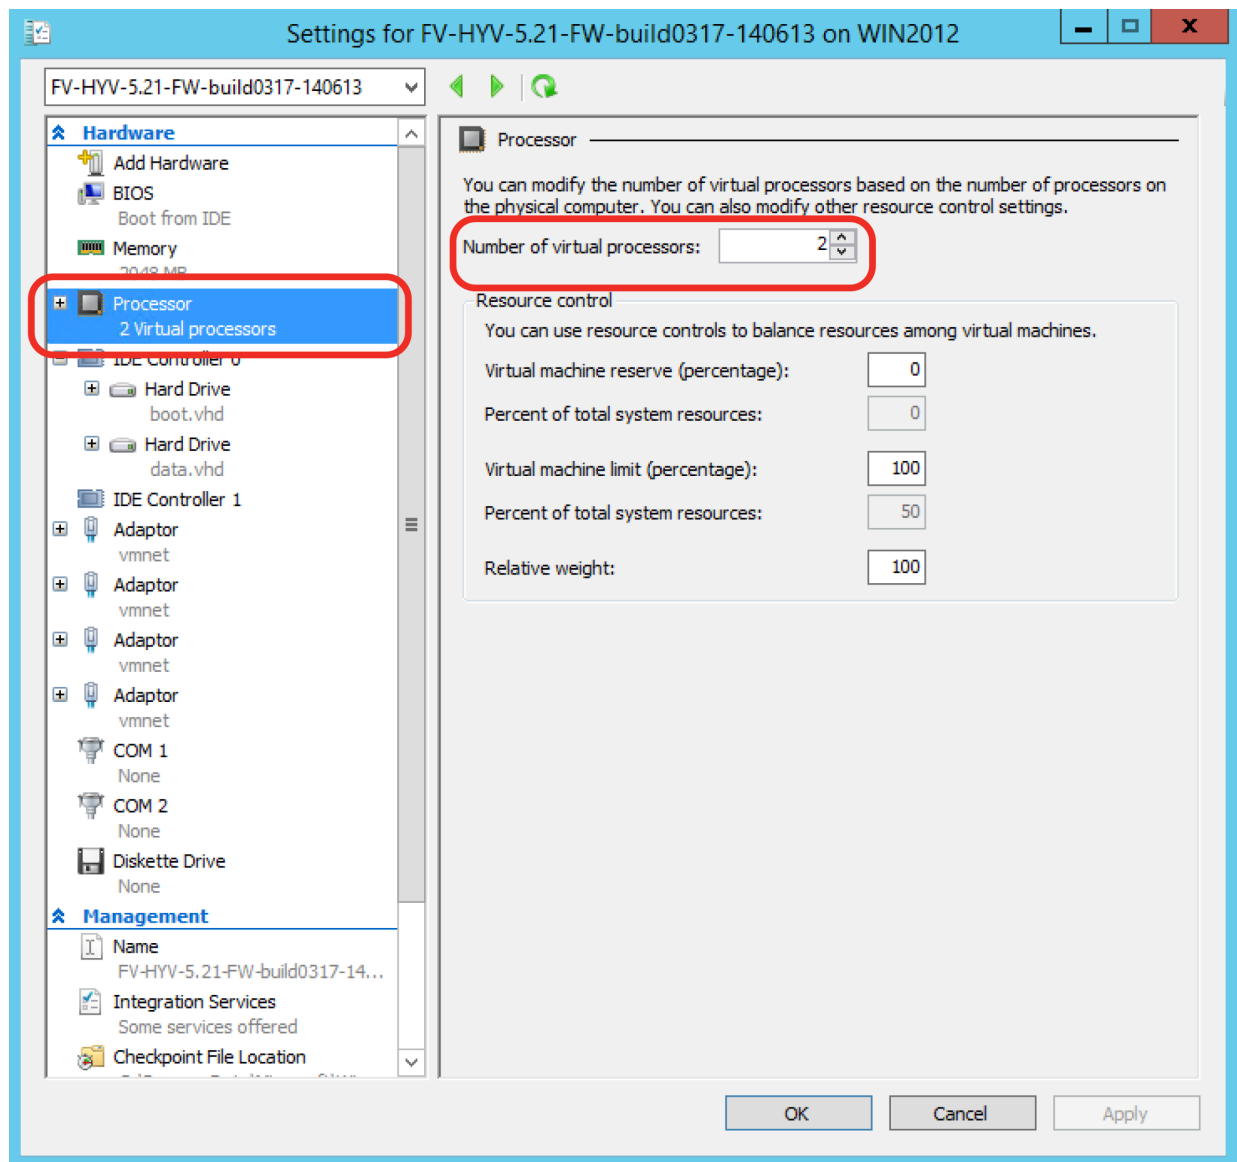 Settings for FV-HYV-5.21-FW-build0317-140613 on WIN2012
FV-HYV-5.21-FW-build0317-140613
Hardware
Add Hardware
BIOS
Boot from IDE
Memory
2048 MB
Processor
2 Virtual processors
IDE Controller 0
Hard Drive
boot.vhd
Hard Drive
data.vhd
IDE Controller 1
Adaptor
vmnet
Adaptor
vmnet
Adaptor
vmnet
Adaptor
vmnet
COM 1
None
COM 2
None
Diskette Drive
None
Management
Name
FV-HYV-5.21-FW-build0317-14...
Integration Services
Some services offered
Checkpoint File Location
Processor
You can modify the number of virtual processors based on the number of processors on
the physical computer. You can also modify other resource control settings.
Number of virtual processors: 2
Resource control
You can use resource controls to balance resources among virtual machines.
Virtual machine reserve (percentage): 0
Percent of total system resources: 0
Virtual machine limit (percentage): 100
Percent of total system resources: 50
Relative weight: 100
OK Cancel Apply